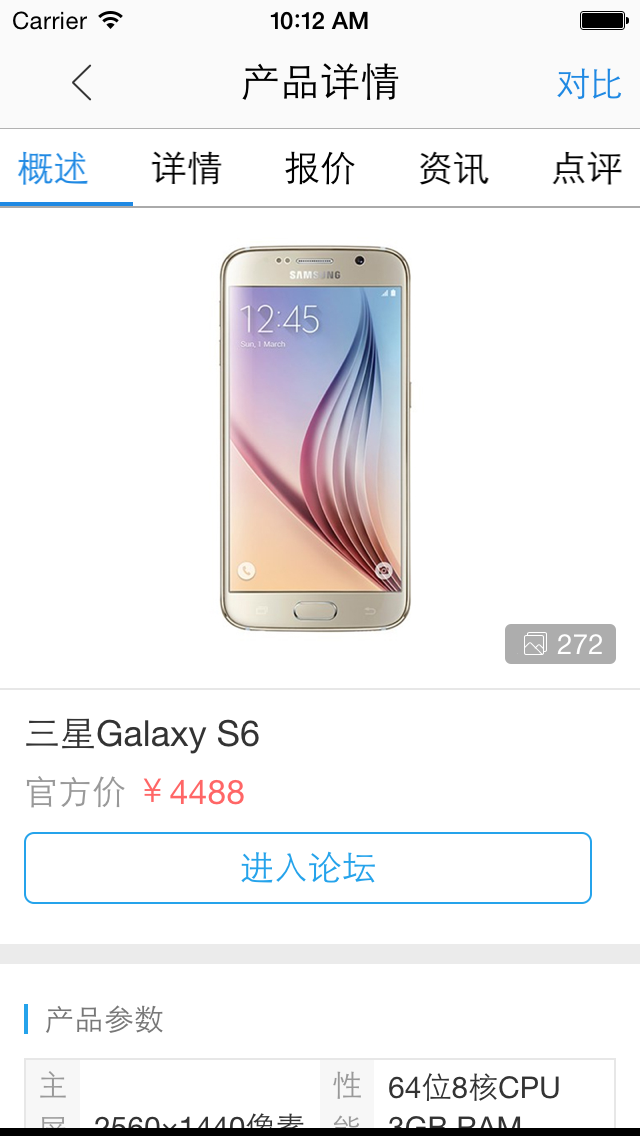 Carrier 10:12 AM
产品详情 对比
概述 详情 报价 资讯 点评
SAMSUNG
12:45
Sun, 1 March
272
三星Galaxy S6
官方价 ¥4488
进入论坛
产品参数
主屏 2560×1440像素
性能 64位8核CPU
3GB RAM